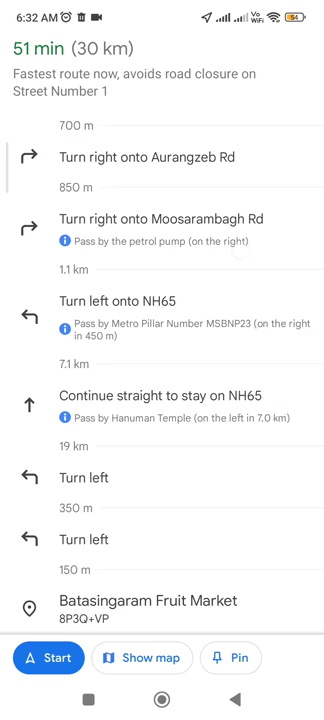 6:32 AM
Vo
WiFi
54
51 min (30 km)
Fastest route now, avoids road closure on
Street Number 1
700 m
Turn right onto Aurangzeb Rd
850 m
Turn right onto Moosarambagh Rd
Pass by the petrol pump (on the right)
1.1 km
Turn left onto NH65
Pass by Metro Pillar Number MSBNP23 (on the right
in 450 m)
7.1 km
Continue straight to stay on NH65
Pass by Hanuman Temple (on the left in 7.0 km)
19 km
Turn left
350 m
Turn left
150 m
Batasingaram Fruit Market
8P3Q+VP
Start
Show map
Pin